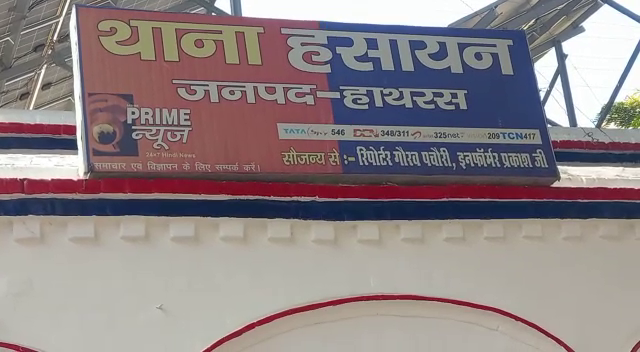 थाना हसायन
जनपद-हाथरस
PRIME
न्यूज
24x7 Hindi News
TATA Sky 546 DEN 348/311 325 net 209 TCN 417
समाचार एवं विज्ञापन के लिए सम्पर्क करें।
सौजन्य से :- रिपोर्टर गौरव पचौरी, इनफॉर्मर प्रकाश जी